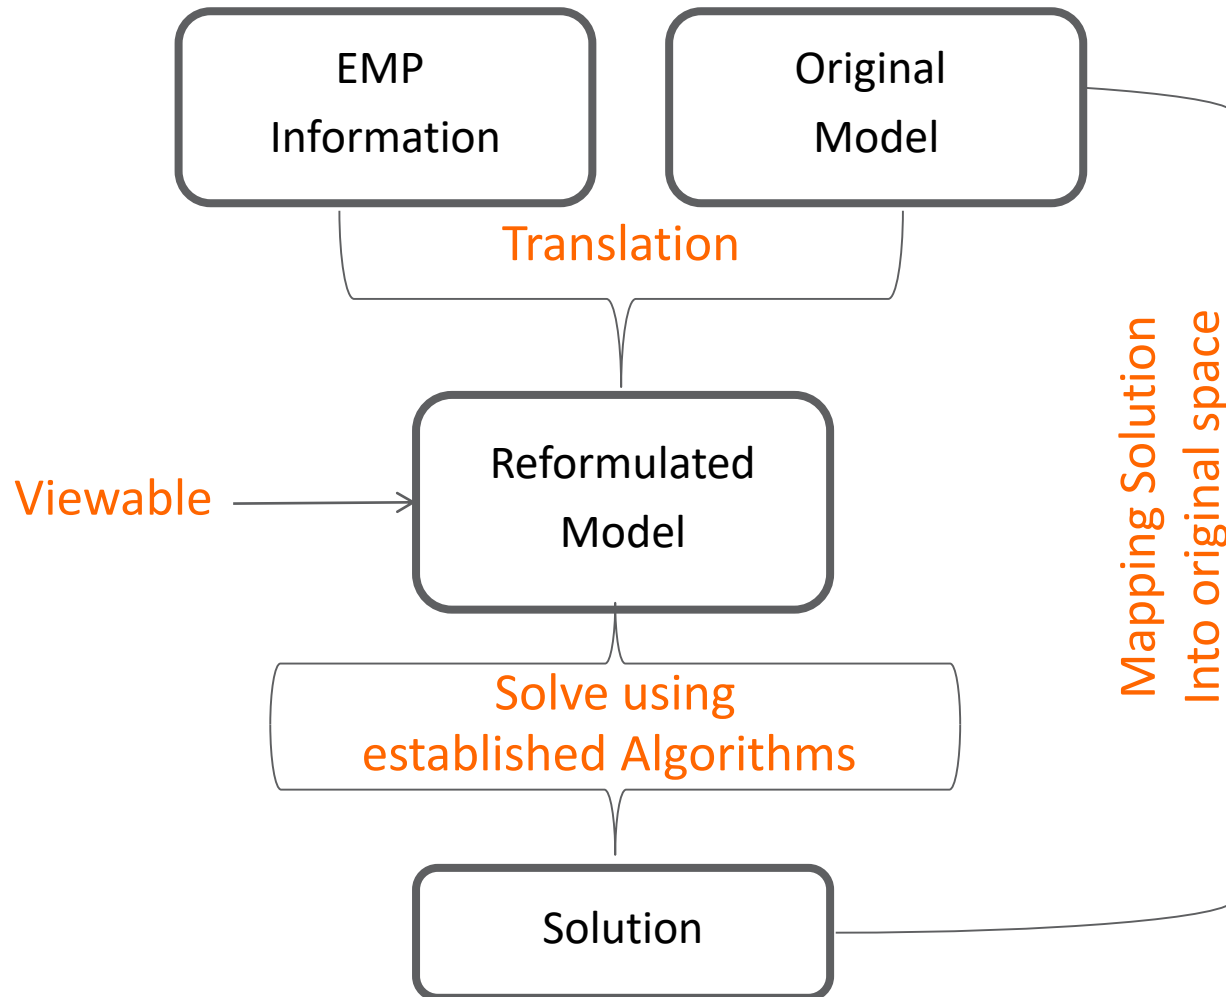 EMP
Information
Original
Model
Translation
Reformulated
Model
Viewable
Mapping Solution
Into original space
Solve using
established Algorithms
Solution